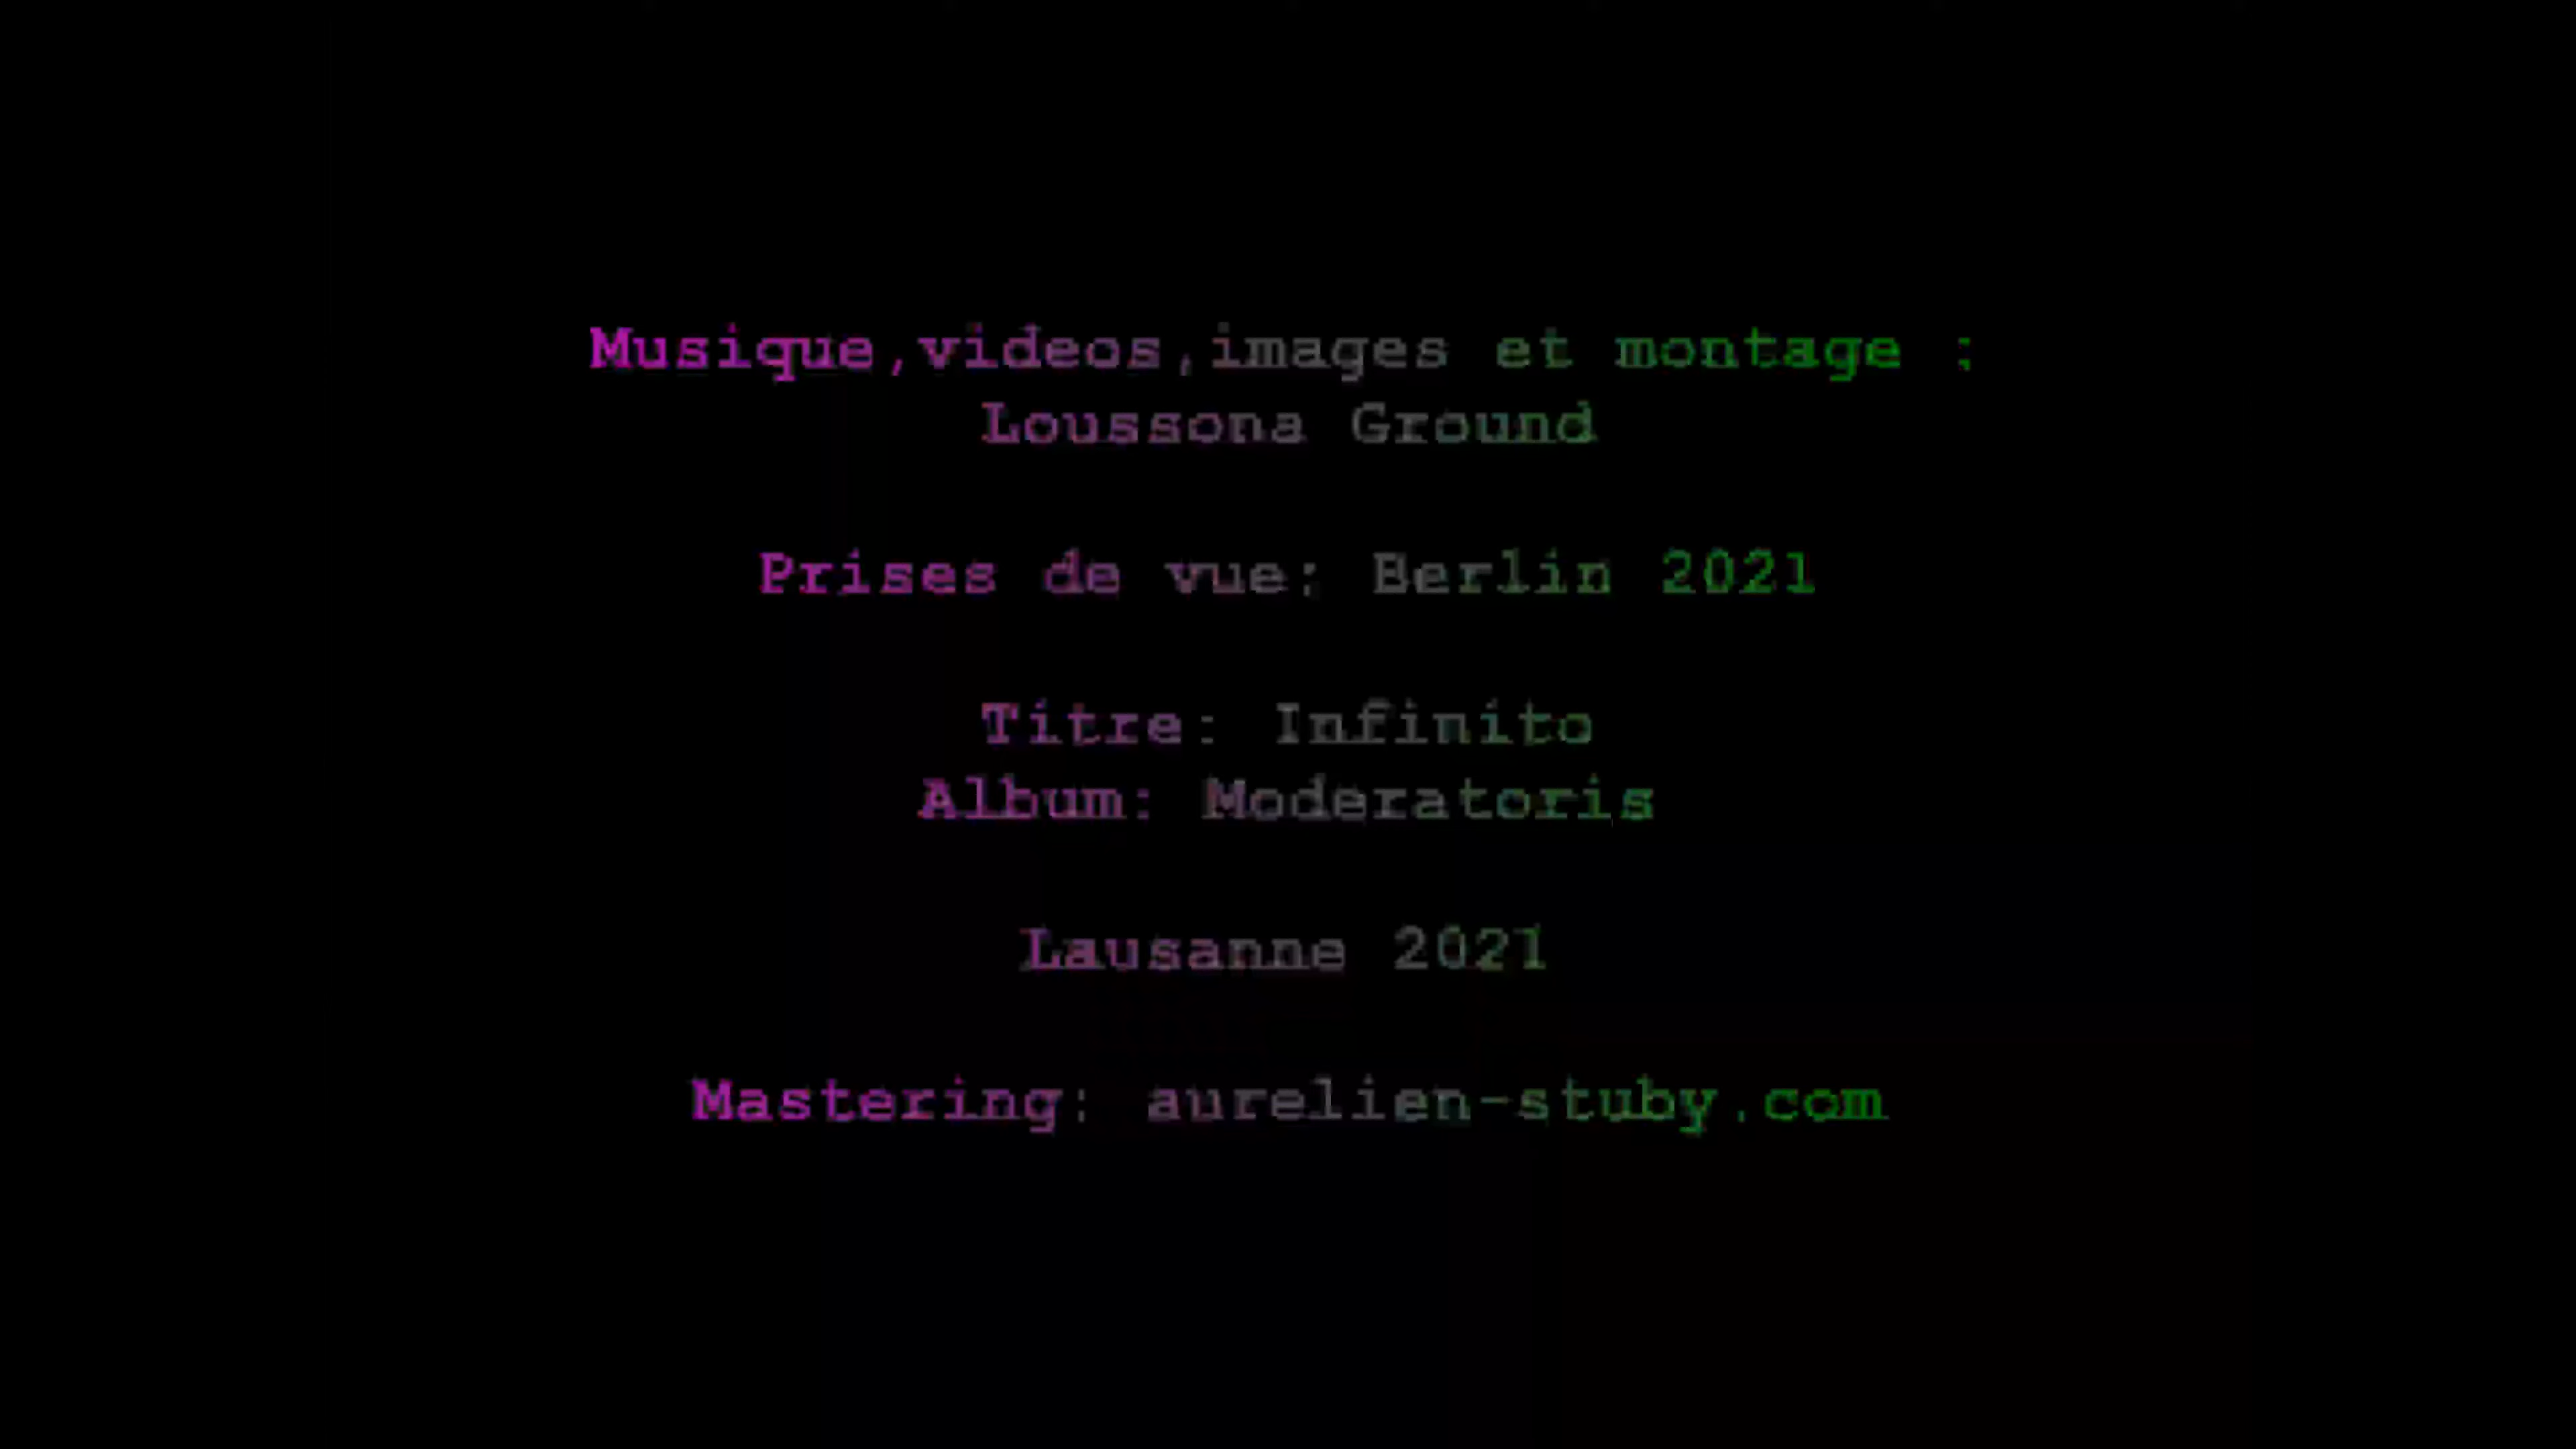 Musique,videos,images et montage :
Loussona Ground
Prises de vue; Berlin 2021
Titre: Infinito
Album: Moderatoris
Lausanne 2021
Mastering: aurelien-stuby.com